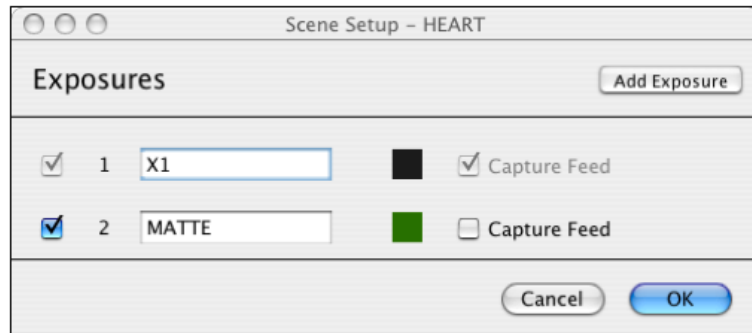 Scene Setup – HEART
Exposures Add Exposure
1 X1 Capture Feed
2 MATTE Capture Feed
Cancel OK